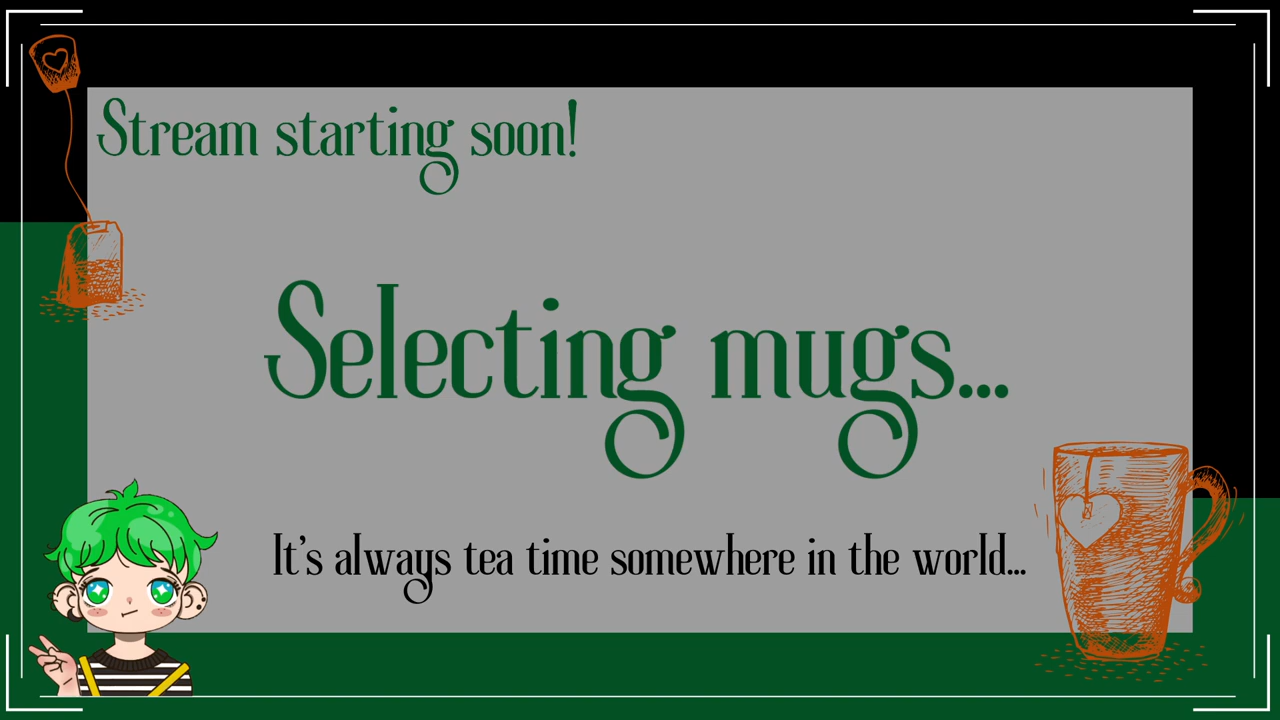 Stream starting soon!
Selecting mugs...
It's always tea time somewhere in the world...